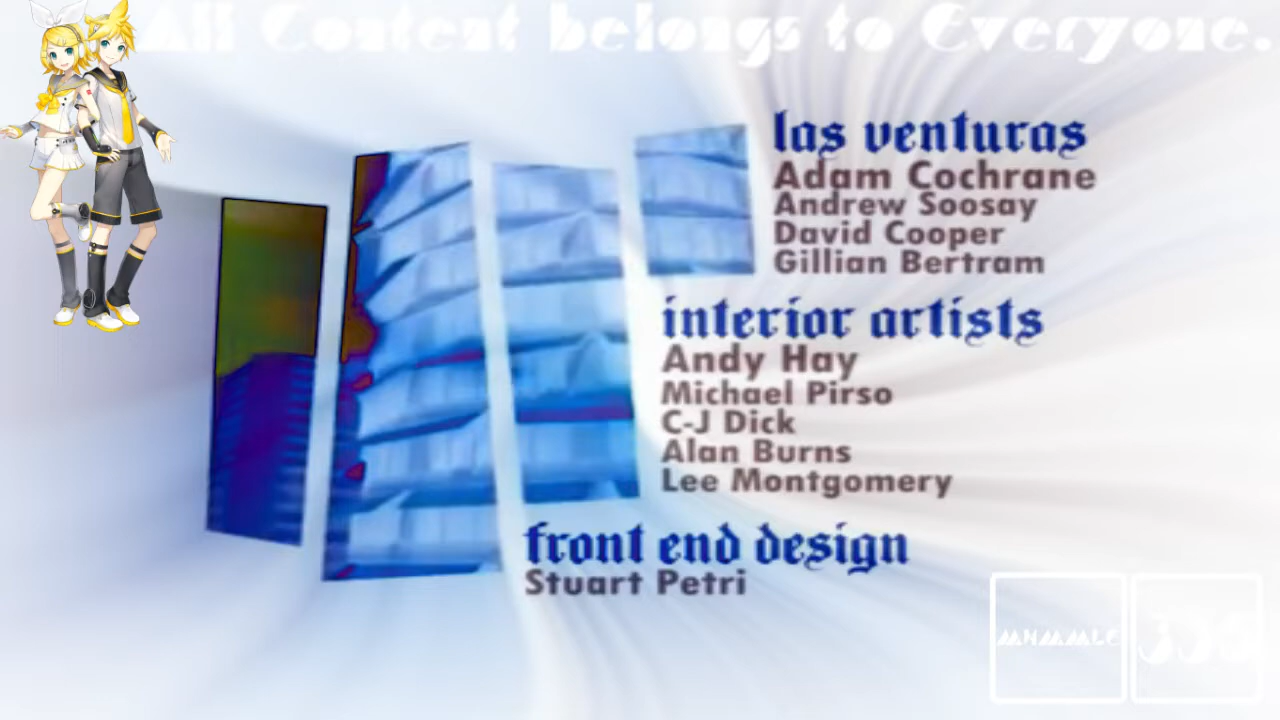 All Content belongs to Everyone.
las venturas
Adam Cochrane
Andrew Soosay
David Cooper
Gillian Bertram
interior artists
Andy Hay
Michael Pirso
C-J Dick
Alan Burns
Lee Montgomery
front end design
Stuart Petri